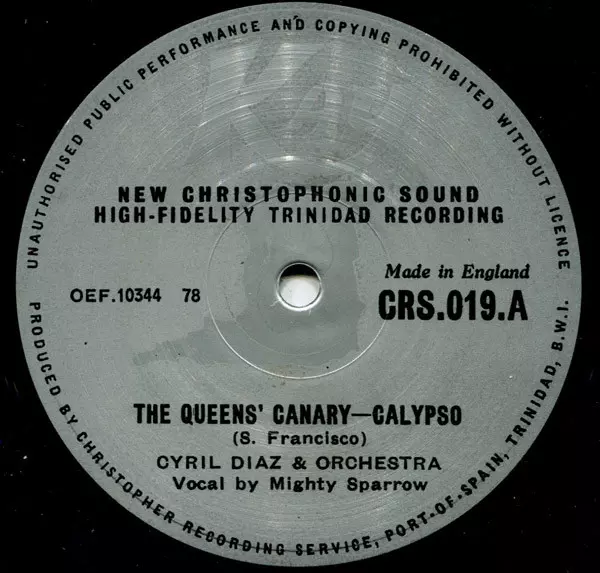 UNAUTHORISED PUBLIC PERFORMANCE AND COPYING PROHIBITED WITHOUT LICENCE
NEW CHRISTOPHONIC SOUND
HIGH-FIDELITY TRINIDAD RECORDING
Made in England
OEF.10344 78
CRS.019.A
THE QUEENS' CANARY—CALYPSO
(S. Francisco)
CYRIL DIAZ & ORCHESTRA
Vocal by Mighty Sparrow
PRODUCED BY CHRISTOPHER RECORDING SERVICE, PORT-OF-SPAIN, TRINIDAD, B.W.I.